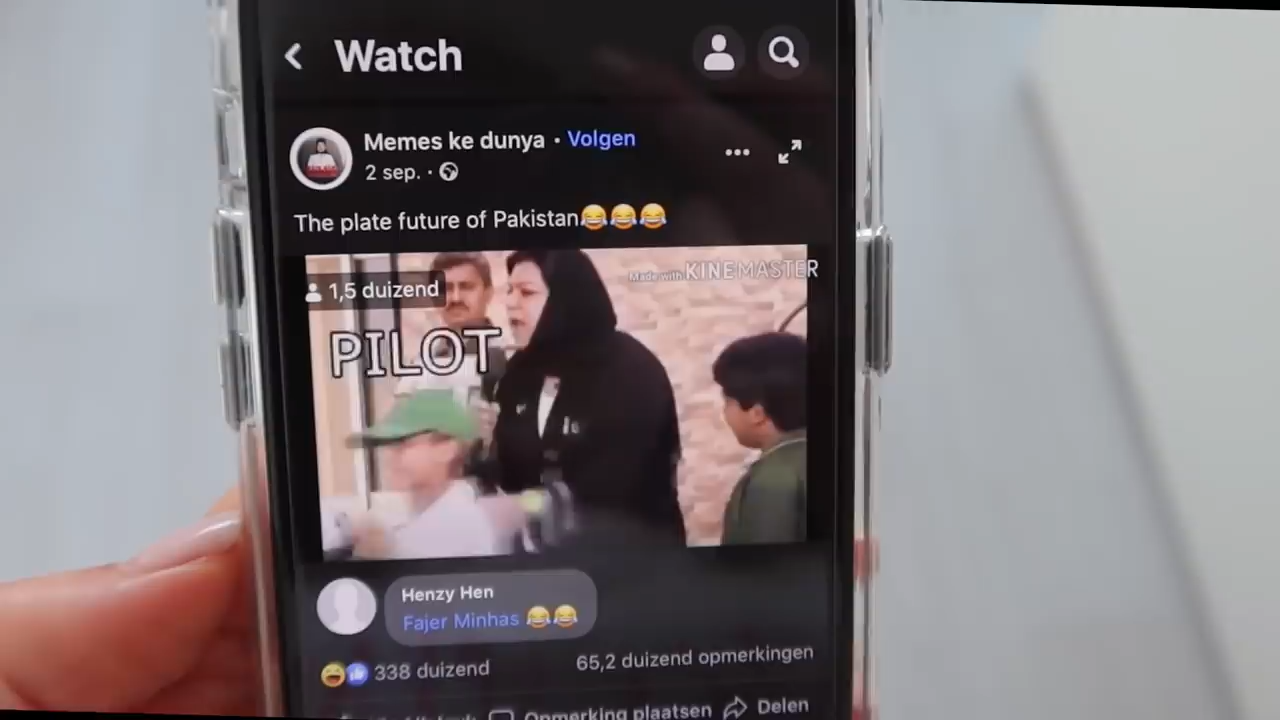 Watch
Memes ke dunya · Volgen
2 sep. ·
The plate future of Pakistan😂😂😂
1,5 duizend
Made with KINEMASTER
PILOT
Henzy Hen
Fajer Minhas 😂😂
338 duizend
65,2 duizend opmerkingen
Opmerking plaatsen
Delen